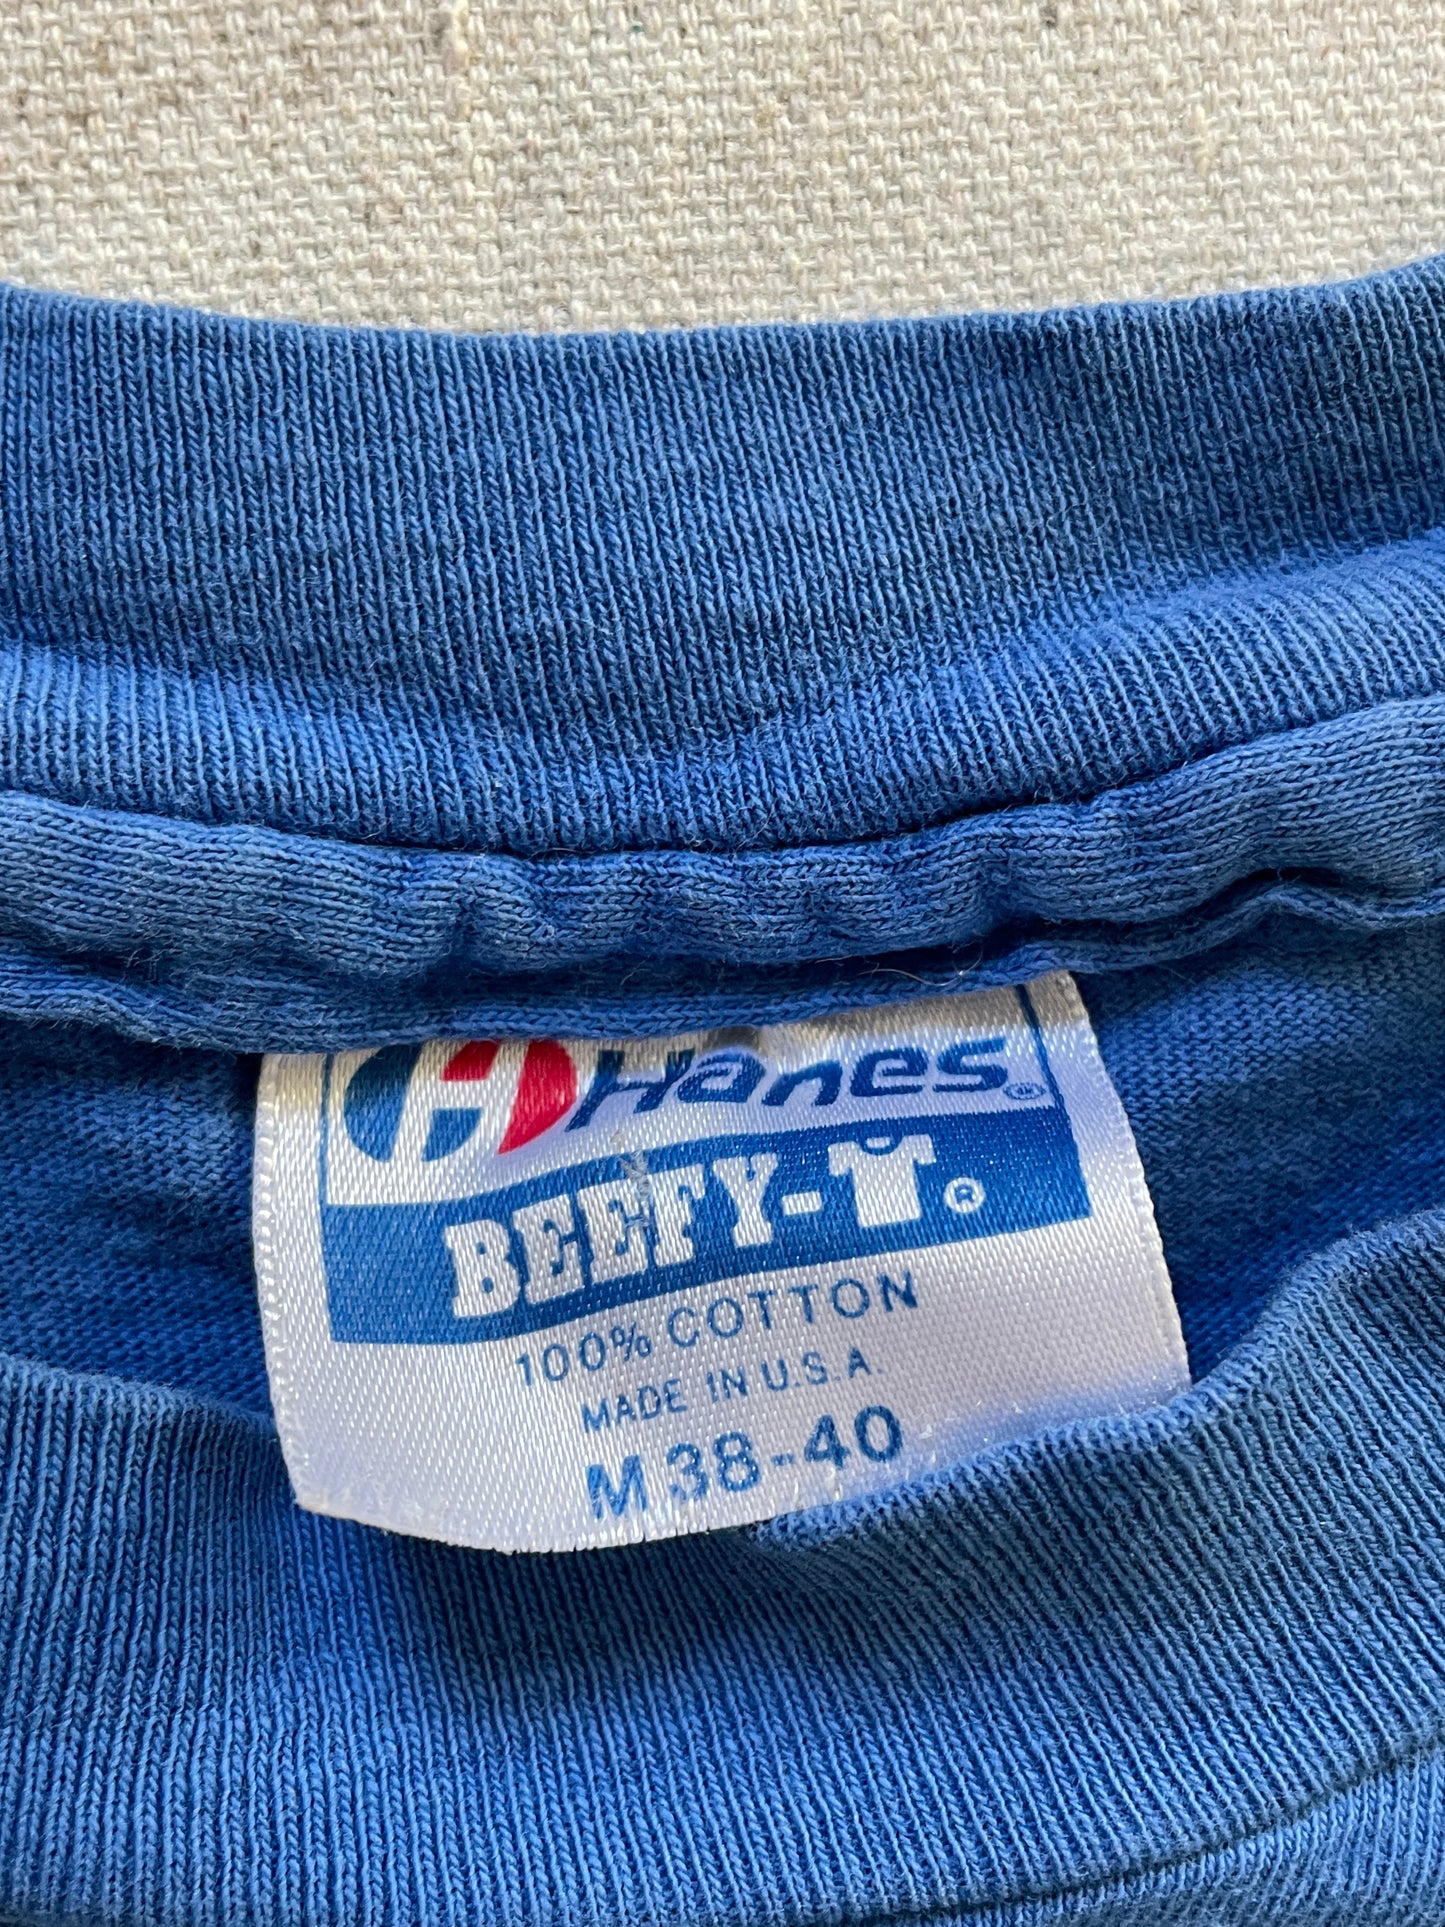 H Hanes®
BEEFY-T®
100% COTTON
MADE IN U.S.A.
M 38-40